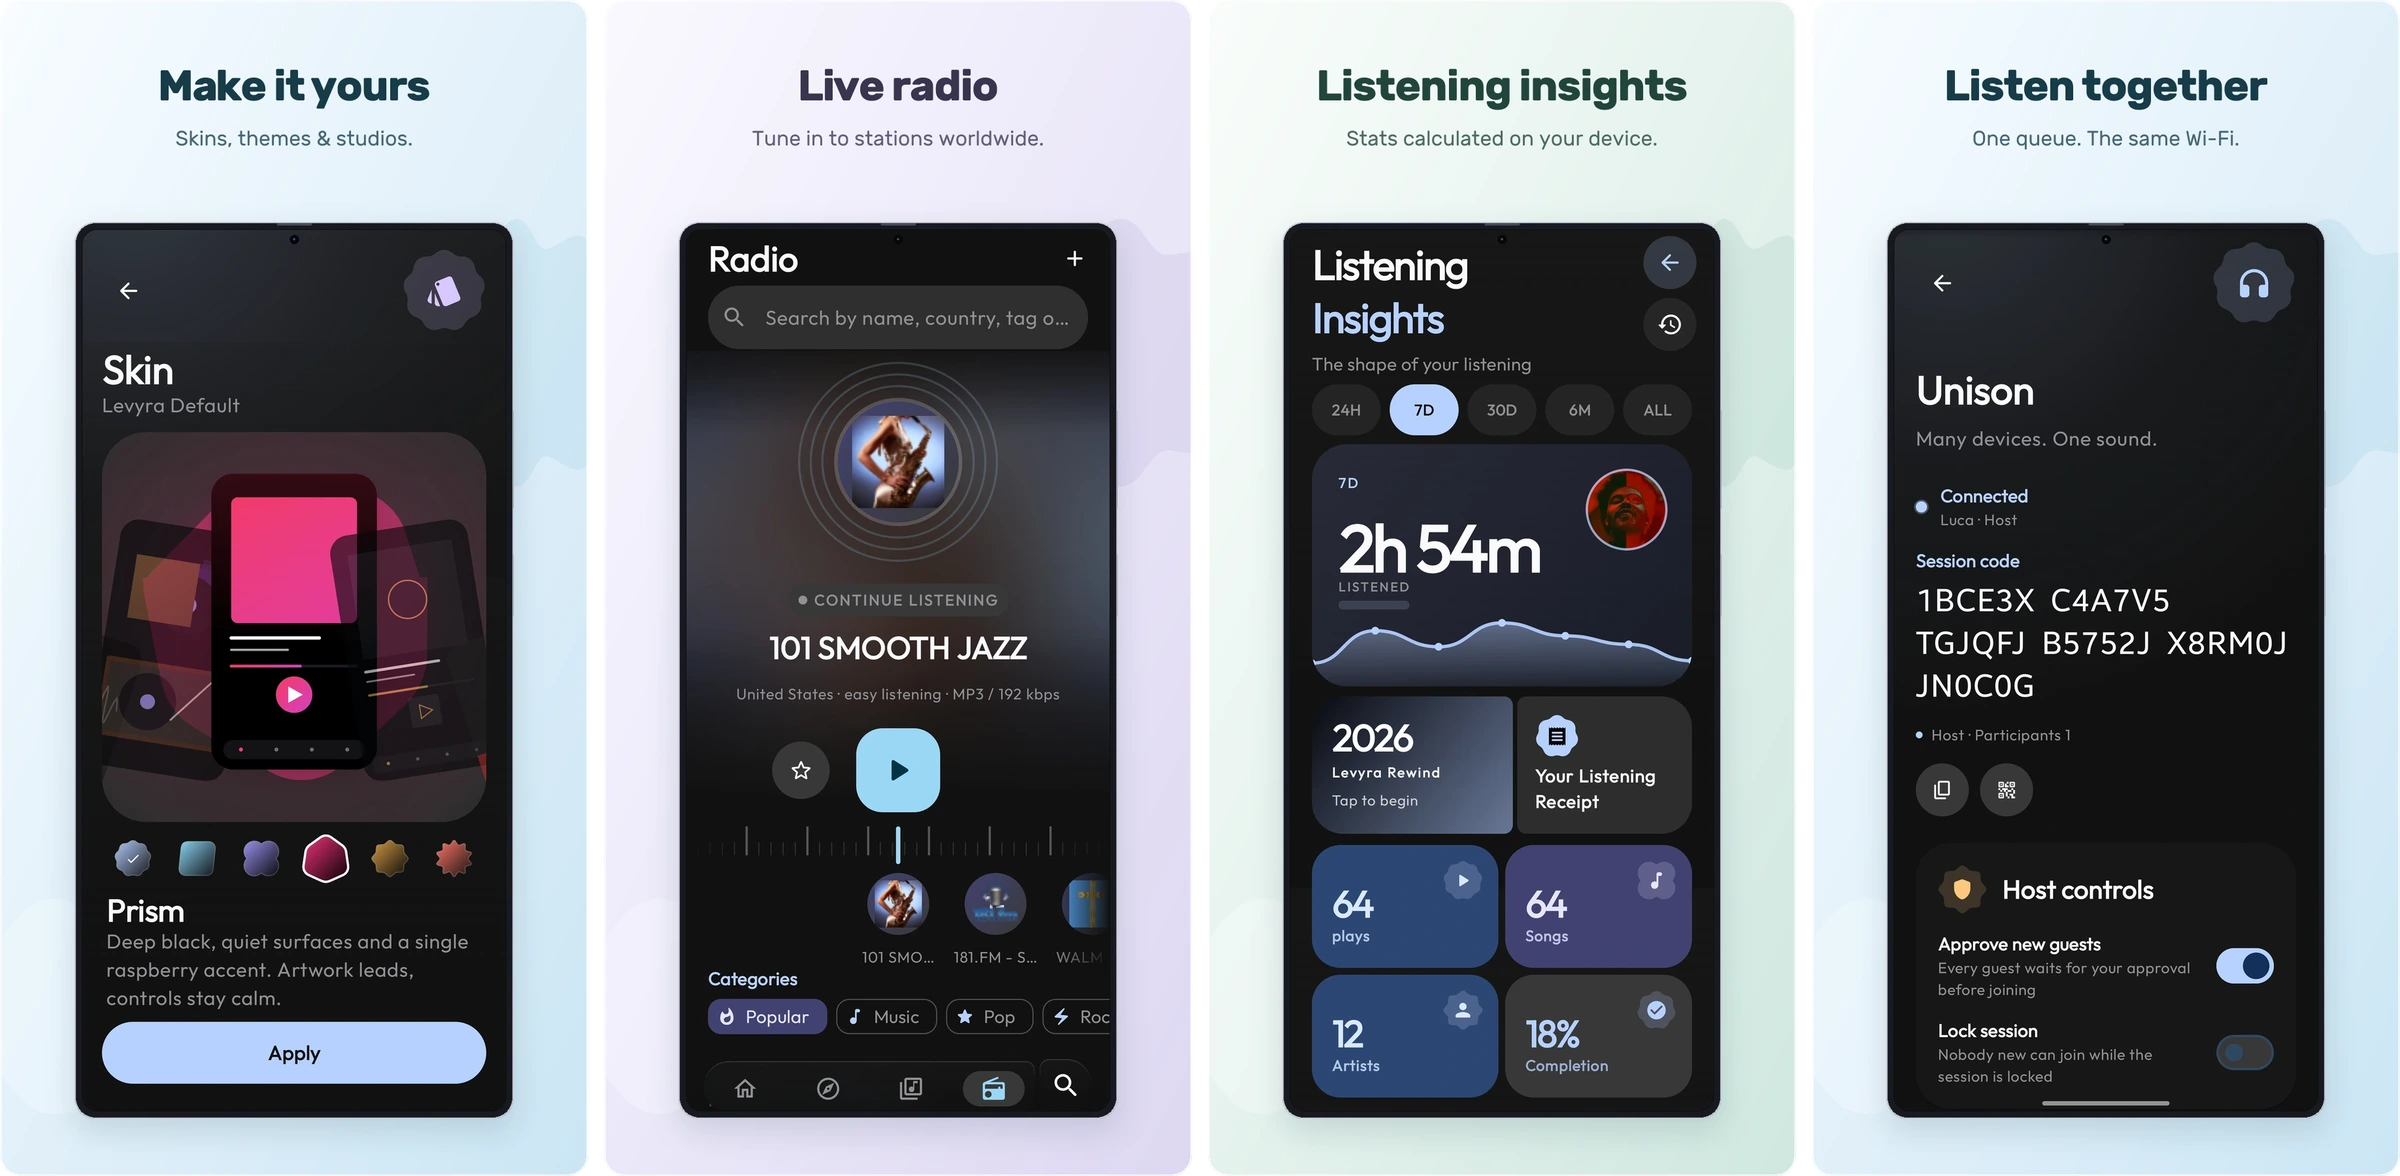 Make it yours
Skins, themes & studios.
Skin
Levyra Default
Prism
Deep black, quiet surfaces and a single
raspberry accent. Artwork leads,
controls stay calm.
Apply
Live radio
Tune in to stations worldwide.
Radio
Search by name, country, tag o...
CONTINUE LISTENING
101 SMOOTH JAZZ
United States · easy listening · MP3 / 192 kbps
101 SMO... 181.FM - S... WALM
Categories
Popular Music Pop Roc
Listening insights
Stats calculated on your device.
Listening
Insights
The shape of your listening
24H 7D 30D 6M ALL
7D
2h 54m
LISTENED
2026
Levyra Rewind
Tap to begin
Your Listening
Receipt
64
plays
64
Songs
12
Artists
18%
Completion
Listen together
One queue. The same Wi-Fi.
Unison
Many devices. One sound.
Connected
Luca · Host
Session code
1BCE3X C4A7V5
TGJQFJ B5752J X8RM0J
JN0C0G
Host · Participants 1
Host controls
Approve new guests
Every guest waits for your approval
before joining
Lock session
Nobody new can join while the
session is locked